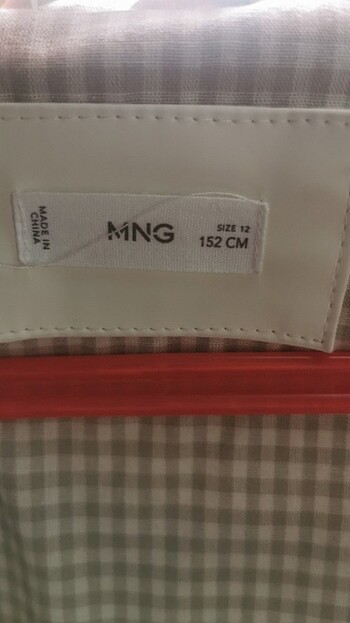 MADE IN
CHINA
MNG
SIZE 12
152 CM